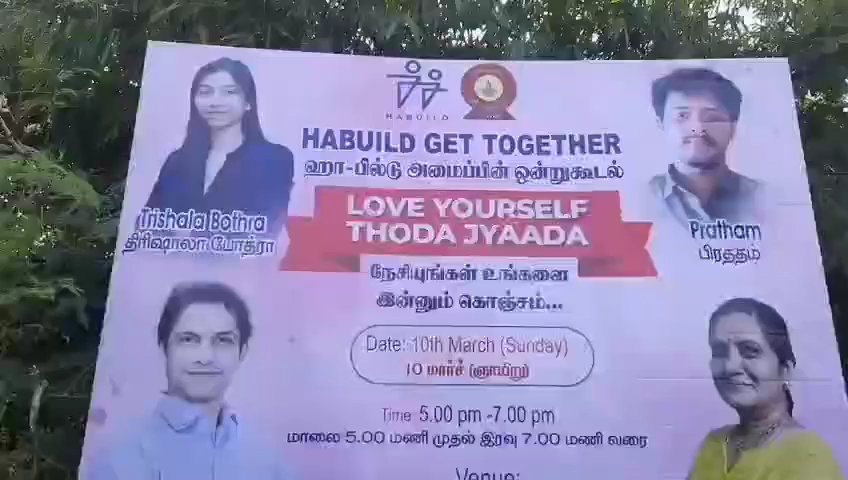 HABUILD
HABUILD GET TOGETHER
ஹா-பில்டு அமைப்பின் ஒன்றுகூடல்
LOVE YOURSELF
THODA JYAADA
நேசியுங்கள் உங்களை
இன்னும் கொஞ்சம்...
Trishala Bothra
திரிஷாலா போத்ரா
Pratham
பிரத்தம்
Date: 10th March (Sunday)
10 மார்ச் (ஞாயிறு)
Time: 5.00 pm -7.00 pm
மாலை 5.00 மணி முதல் இரவு 7.00 மணி வரை
Venue: